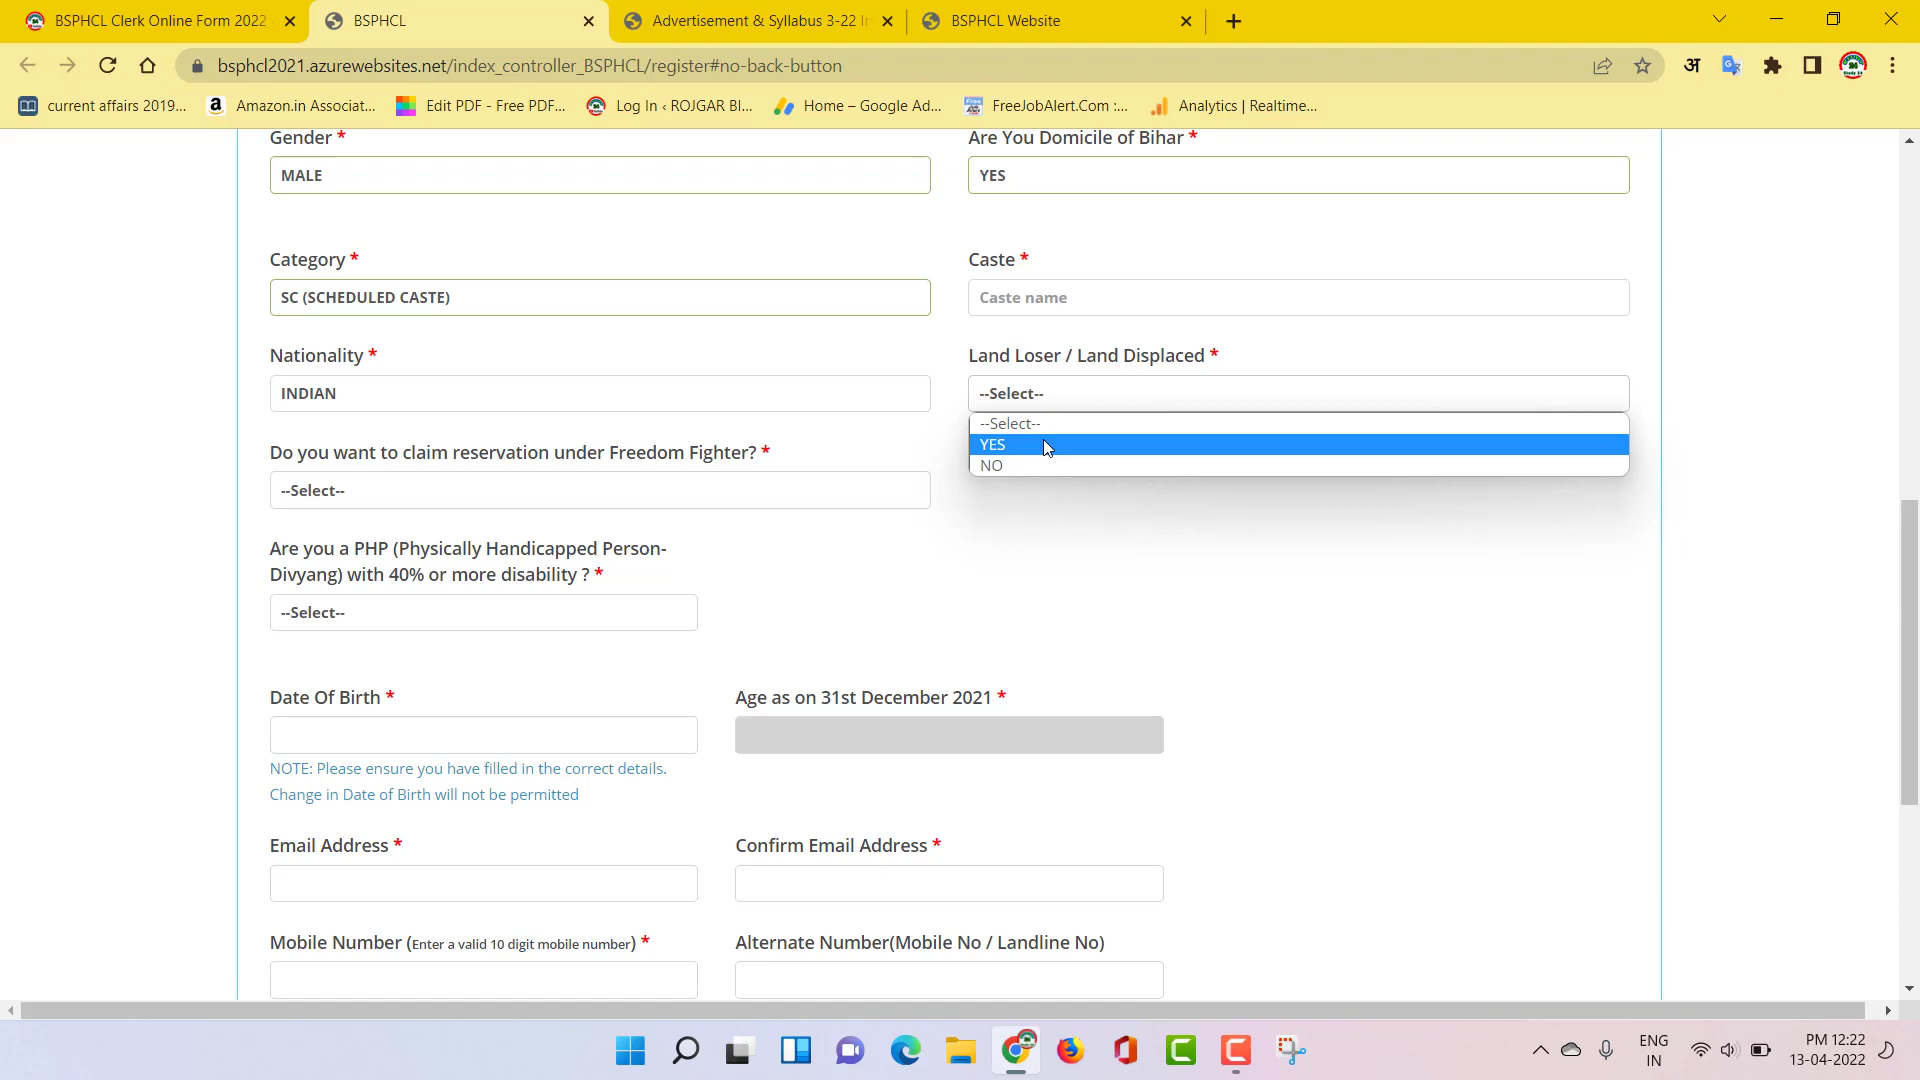 BSPHCL Clerk Online Form 2022
BSPHCL
Advertisement & Syllabus 3-22 In
BSPHCL Website
bsphcl2021.azurewebsites.net/index_controller_BSPHCL/register#no-back-button
current affairs 2019...
Amazon.in Associat...
Edit PDF - Free PDF...
Log In ‹ ROJGAR BI...
Home – Google Ad...
FreeJobAlert.Com :...
Analytics | Realtime...
Gender *
Are You Domicile of Bihar *
MALE
YES
Category *
Caste *
SC (SCHEDULED CASTE)
Caste name
Nationality *
Land Loser / Land Displaced *
INDIAN
--Select--
--Select--
YES
NO
Do you want to claim reservation under Freedom Fighter? *
--Select--
Are you a PHP (Physically Handicapped Person-
Divyang) with 40% or more disability ? *
--Select--
Date Of Birth *
Age as on 31st December 2021 *
NOTE: Please ensure you have filled in the correct details.
Change in Date of Birth will not be permitted
Email Address *
Confirm Email Address *
Mobile Number (Enter a valid 10 digit mobile number) *
Alternate Number(Mobile No / Landline No)
ENG
IN
PM 12:22
13-04-2022